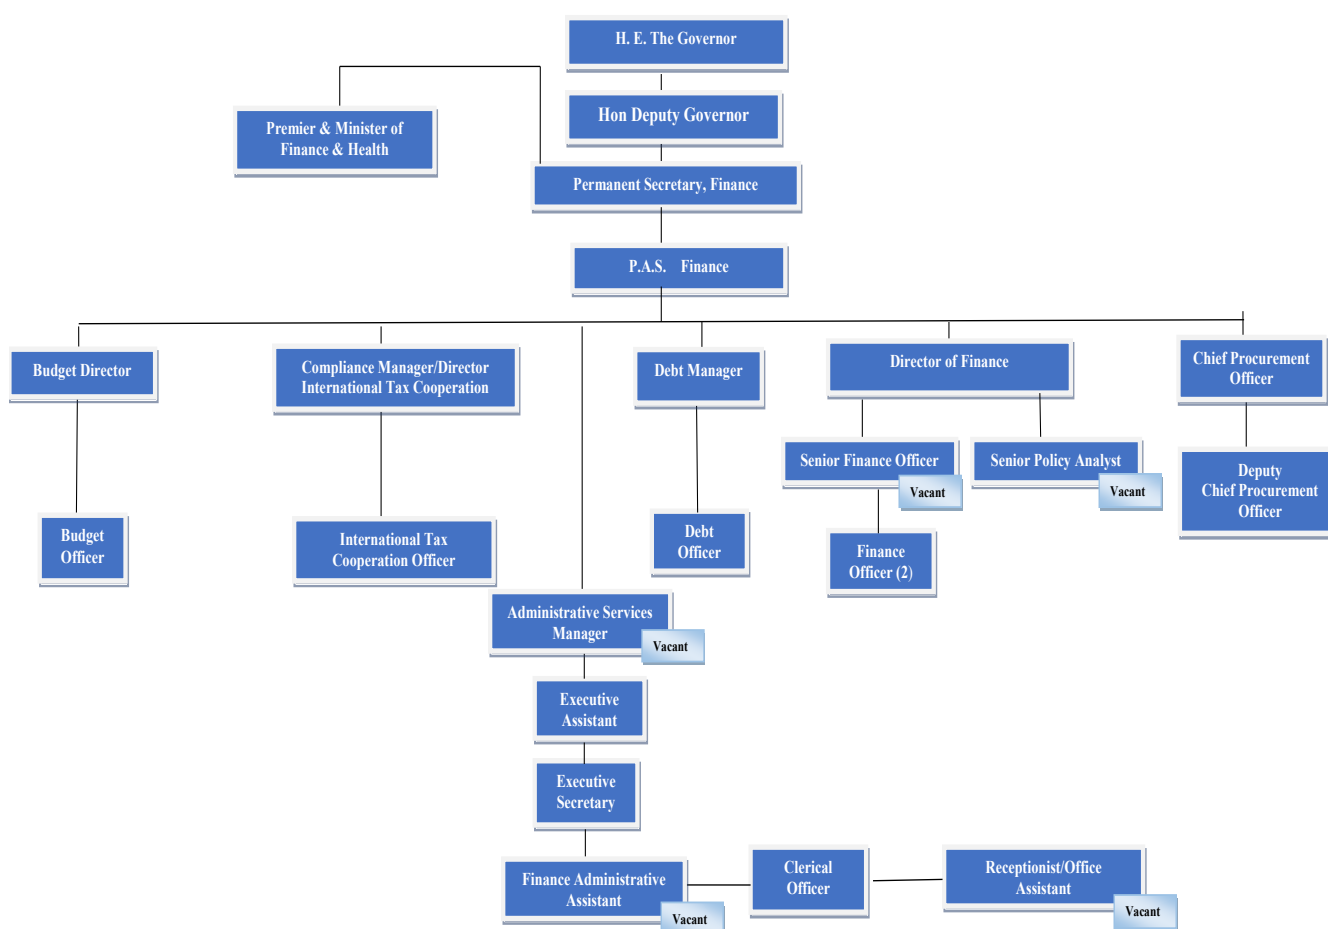 H. E. The Governor
Premier & Minister of
Finance & Health
Hon Deputy Governor
Permanent Secretary, Finance
P.A.S. Finance
Budget Director
Compliance Manager/Director
International Tax Cooperation
Debt Manager
Director of Finance
Chief Procurement
Officer
Senior Finance Officer
Vacant
Senior Policy Analyst
Vacant
Deputy
Chief Procurement
Officer
Budget
Officer
International Tax
Cooperation Officer
Debt
Officer
Finance
Officer (2)
Administrative Services
Manager
Vacant
Executive
Assistant
Executive
Secretary
Finance Administrative
Assistant
Vacant
Clerical
Officer
Receptionist/Office
Assistant
Vacant